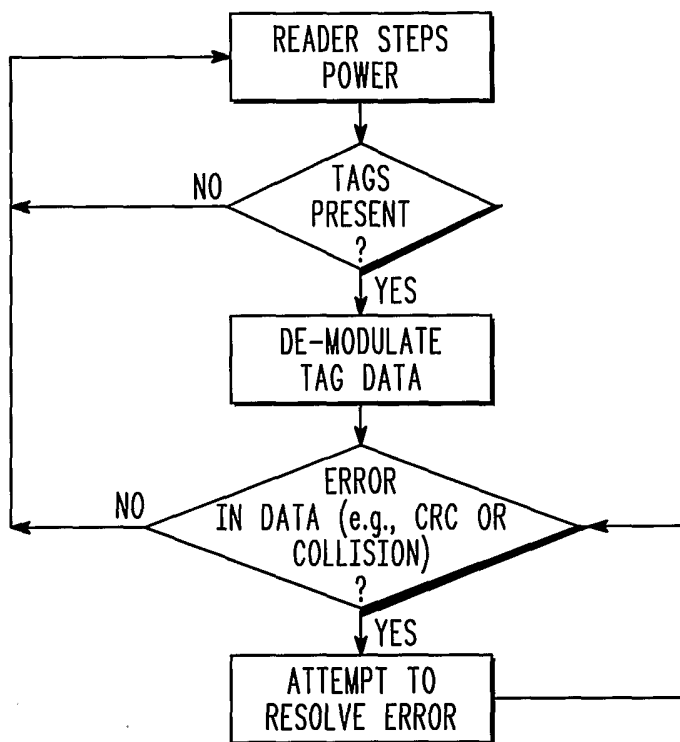 READER STEPS
POWER
NO
TAGS
PRESENT
?
YES
DE-MODULATE
TAG DATA
NO
ERROR
IN DATA (e.g., CRC OR
COLLISION)
?
YES
ATTEMPT TO
RESOLVE ERROR